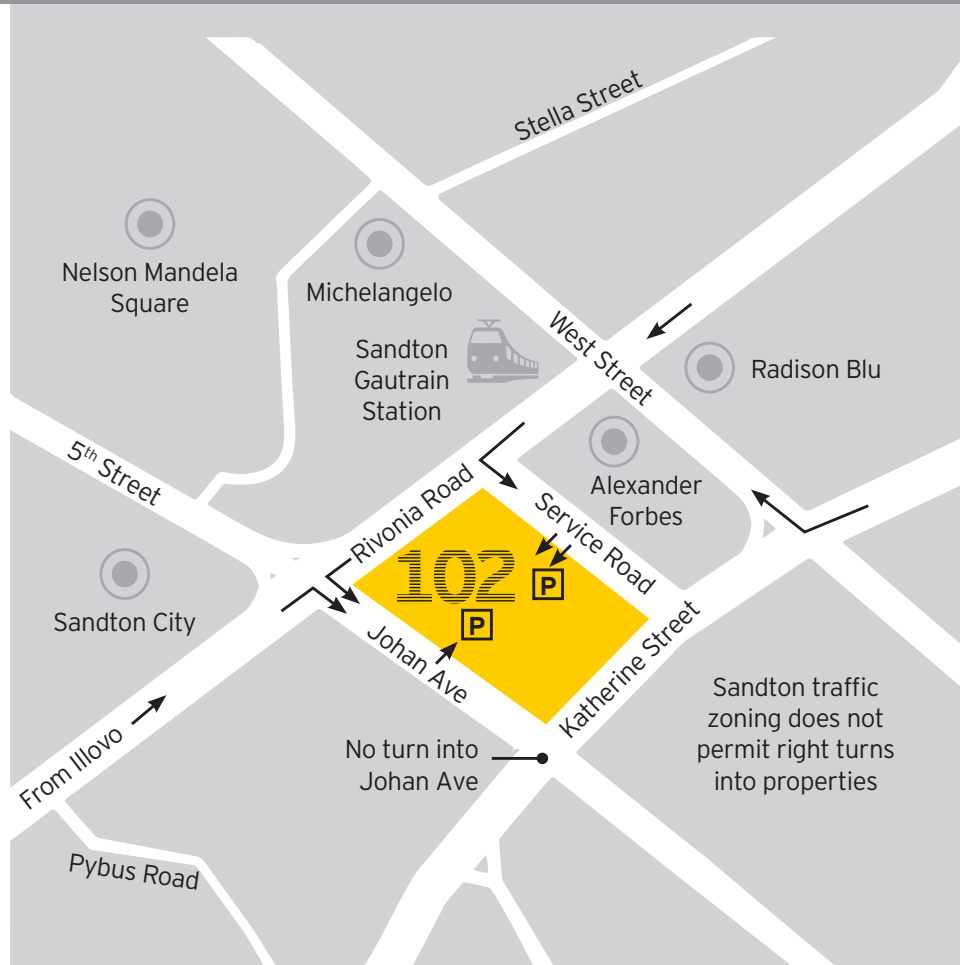 Stella Street
Nelson Mandela
Square
Michelangelo
West Street
Sandton
Gautrain
Station
Radison Blu
5th Street
Rivonia Road
Alexander
Forbes
Service Road
102
P
P
Sandton City
Johan Ave
Katherine Street
From Illovo
No turn into
Johan Ave
Sandton traffic
zoning does not
permit right turns
into properties
Pybus Road